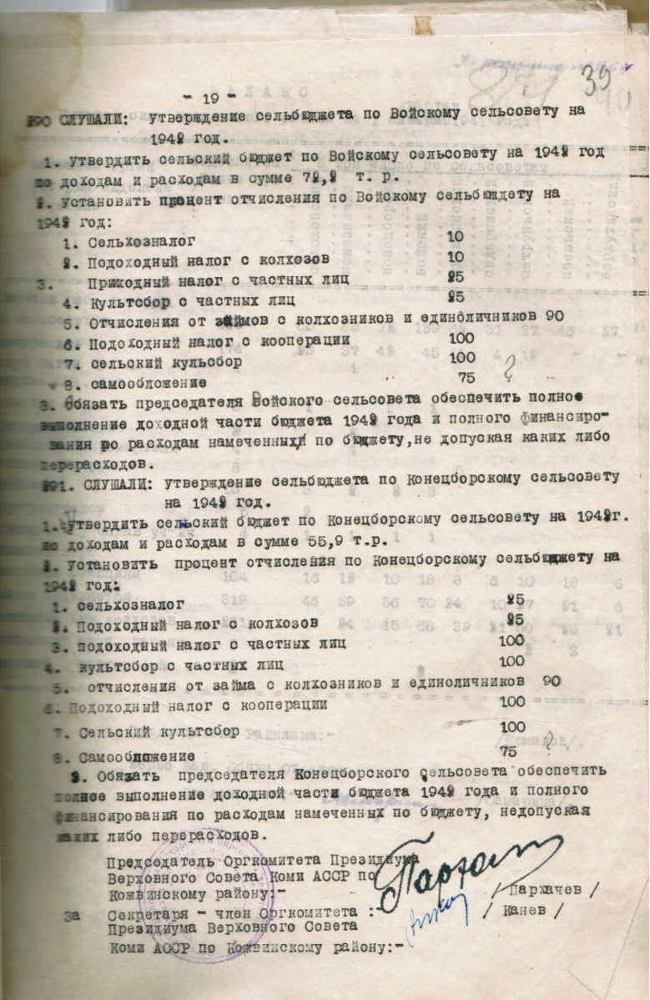 39
- 19 -
290 СЛУШАЛИ: утверждение сельбюджета по Войскому сельсовету на
1942 год.
1. Утвердить сельский бюджет по Войскому сельсовету на 1942 год
по доходам и расходам в сумме 72,2 т. р.
2. Установить процент отчисления по Войскому сельбюждету на
1942 год:
1. Сельхозналог 10
2. Подоходный налог с колхозов 10
3. Приходный налог с частных лиц 25
4. Культсбор с частных лиц 25
5. Отчисления от займов с колхозников и единоличников 90
6. Подоходный налог с кооперации 100
7. сельский кульсбор 100
v 8. самообложение 75 ?
3. Обязать председателя Войского сельсовета обеспечить полное
выполнение доходной части бюджета 1942 года и полного финансиро-
вания по расходам намеченных по бюджету, не допуская каких либо
перерасходов.
291. СЛУШАЛИ: утверждение сельбюджета по Конецборскому сельсовету
на 1942 год.
1. Утвердить сельский бюджет по Конецборскому сельсовету на 1942г.
по доходам и расходам в сумме 55,9 т.р.
2. Установить процент отчисления по Конецборскому сельбюджету на
1942 год:
1. сельхозналог 25
2. Подоходный налог с колхозов 25
3. подоходный налог с частных лиц 100
4. культсбор с частных лиц 100
5. отчисления от займа с колхозников и единоличников 90
6. Подоходный налог с кооперации 100
7. Сельский культсбор 100
8. Самообложение 75 ?
2. Обязать председателя Конецборского сельсовета обеспечить
полное выполнение доходной части бюджета 1942 года и полного
финансирования по расходам намеченных по бюджету, недопуская
каких либо перерасходов.
Председатель Оргкомитета Президиума
Верховного Совета Коми АССР по
Кожвинскому району:- / Пархачев /
За Секретаря - член Оргкомитета :- / Канев /
Президиума Верховного Совета
Коми АССР по Кожвинскому району:-